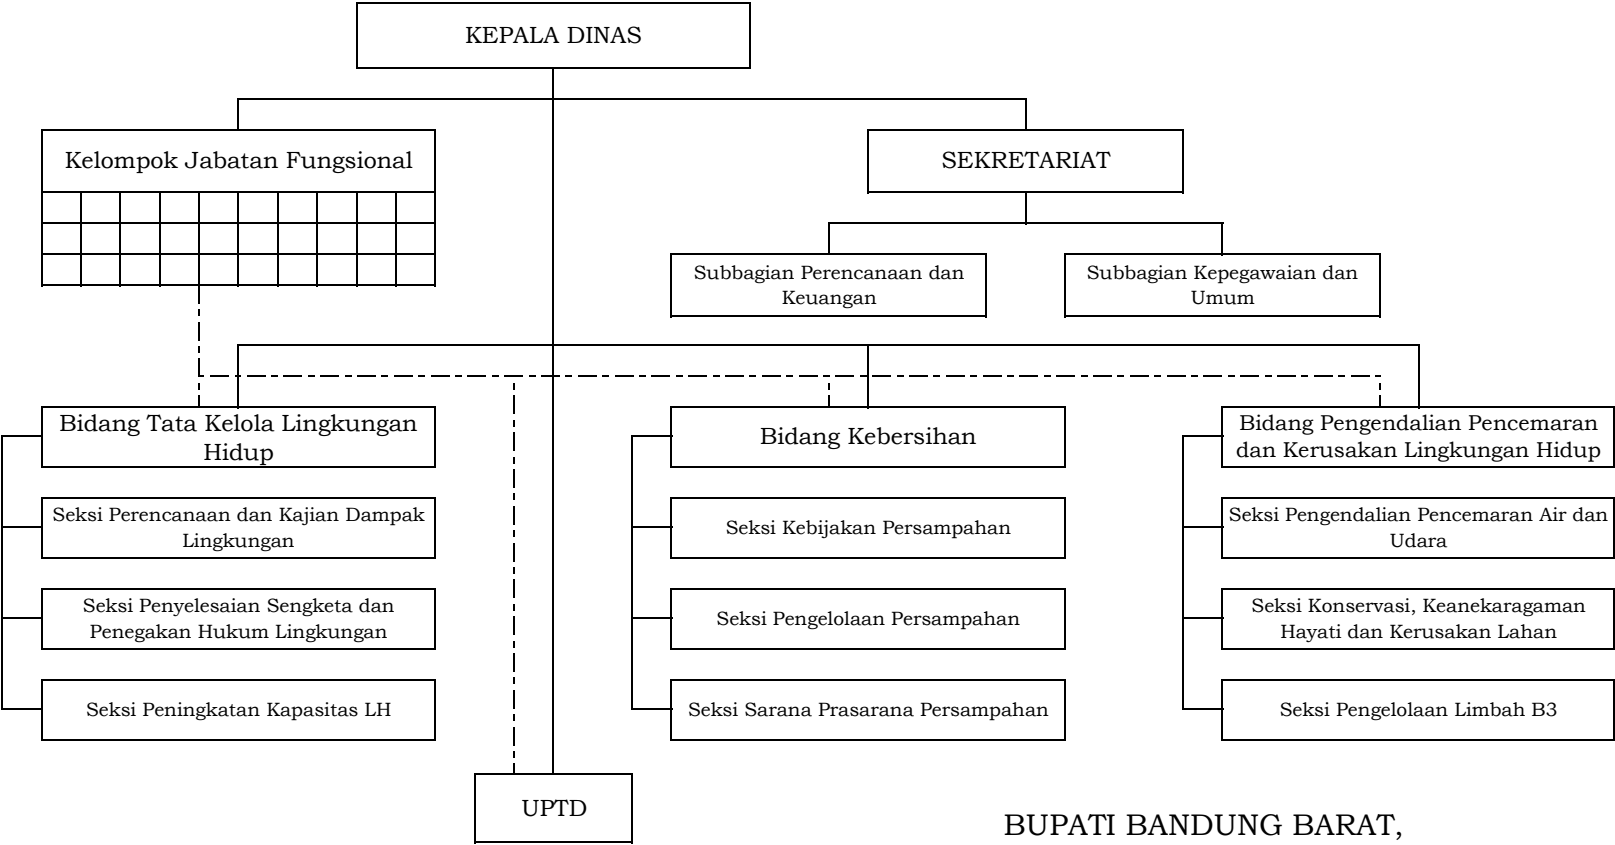 KEPALA DINAS
Kelompok Jabatan Fungsional
SEKRETARIAT
Subbagian Perencanaan dan
Keuangan
Subbagian Kepegawaian dan
Umum
Bidang Tata Kelola Lingkungan
Hidup
Seksi Perencanaan dan Kajian Dampak
Lingkungan
Seksi Penyelesaian Sengketa dan
Penegakan Hukum Lingkungan
Seksi Peningkatan Kapasitas LH
Bidang Kebersihan
Seksi Kebijakan Persampahan
Seksi Pengelolaan Persampahan
Seksi Sarana Prasarana Persampahan
Bidang Pengendalian Pencemaran
dan Kerusakan Lingkungan Hidup
Seksi Pengendalian Pencemaran Air dan
Udara
Seksi Konservasi, Keanekaragaman
Hayati dan Kerusakan Lahan
Seksi Pengelolaan Limbah B3
UPTD
BUPATI BANDUNG BARAT,